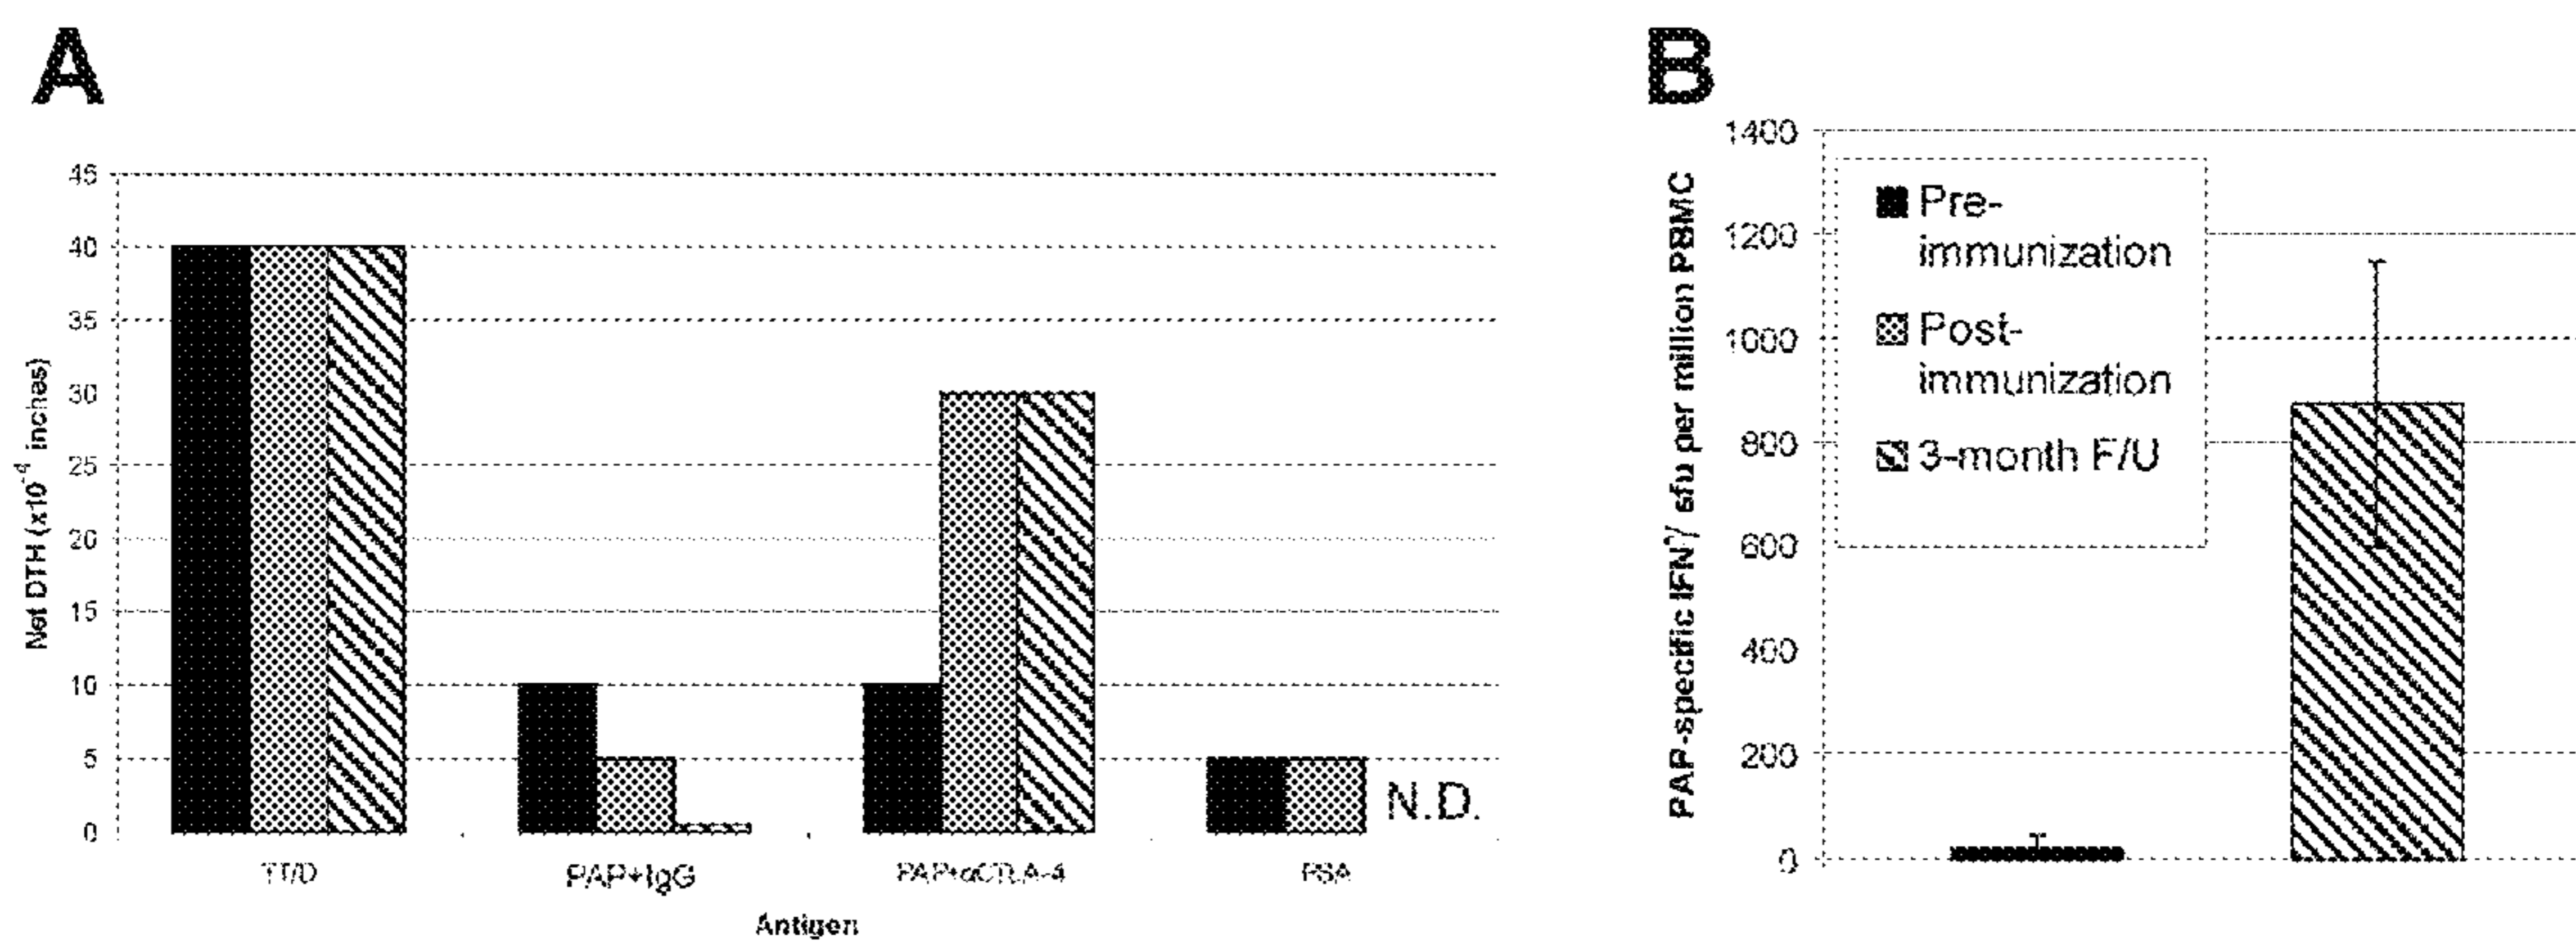 A
45
40
35
30
25
20
15
10
5
0
Net DTH (x10⁻⁴ inches)
TT/D
PAP+IgG
PAP+αCTLA-4
N.D.
Antigen
B
1400
1200
1000
800
600
400
200
0
PAP-specific IFNγ sfu per million PBMC
Pre-
immunization
Post-
immunization
3-month F/U